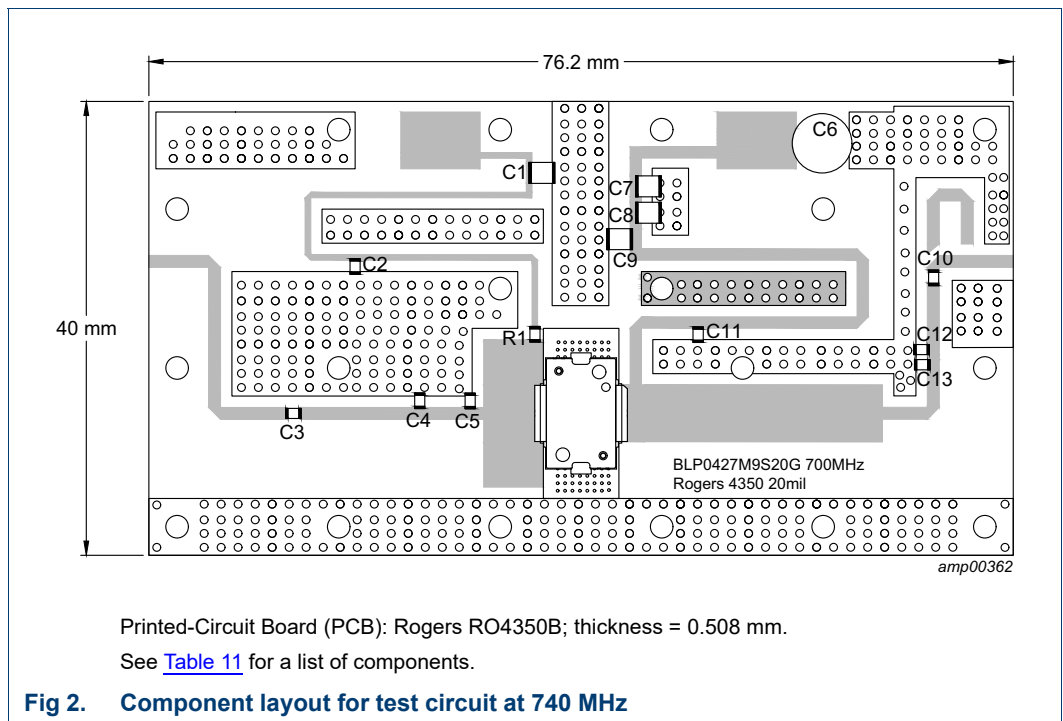 76.2 mm
C6
C1
C7
C8
C9
C2
C10
40 mm
R1
C11
C12
C13
C4
C5
C3
BLP0427M9S20G 700MHz
Rogers 4350 20mil
amp00362
Printed-Circuit Board (PCB): Rogers RO4350B; thickness = 0.508 mm.
See Table 11 for a list of components.
Fig 2. Component layout for test circuit at 740 MHz